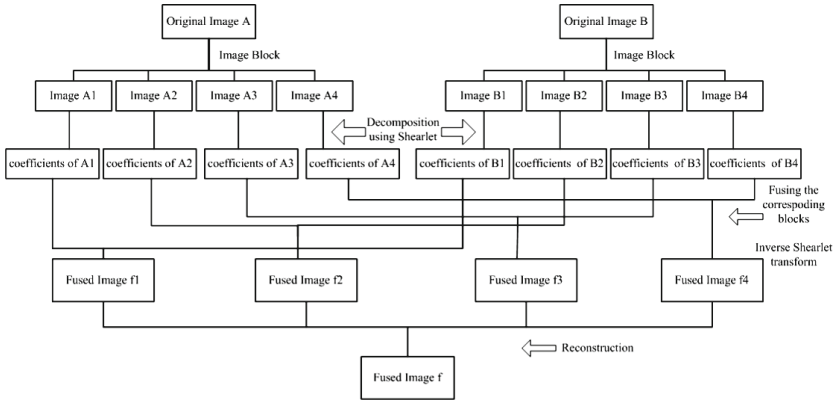 Original Image A
Original Image B
Image Block
Image Block
Image A1
Image A2
Image A3
Image A4
Image B1
Image B2
Image B3
Image B4
Decomposition
using Shearlet
coefficients of A1
coefficients of A2
coefficients of A3
coefficients of A4
coefficients of B1
coefficients of B2
coefficients of B3
coefficients of B4
Fusing the
correspoding
blocks
Inverse Shearlet
transform
Fused Image f1
Fused Image f2
Fused Image f3
Fused Image f4
Reconstruction
Fused Image f